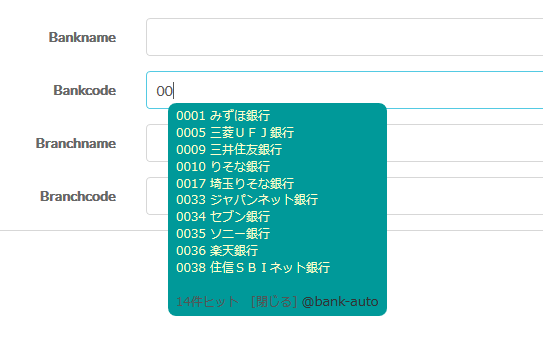 Bankname
Bankcode 00
Branchname
Branchcode
0001 みずほ銀行
0005 三菱ＵＦＪ銀行
0009 三井住友銀行
0010 りそな銀行
0017 埼玉りそな銀行
0033 ジャパンネット銀行
0034 セブン銀行
0035 ソニー銀行
0036 楽天銀行
0038 住信ＳＢＩネット銀行
14件ヒット [閉じる] @bank-auto